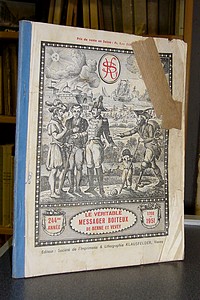 LE VÉRITABLE
MESSAGER BOITEUX
DE BERNE ET VEVEY
244me
ANNÉE
1951
Éditeur: Société de l'Imprimerie & Lithographie KLAUSFELDER, Vevey